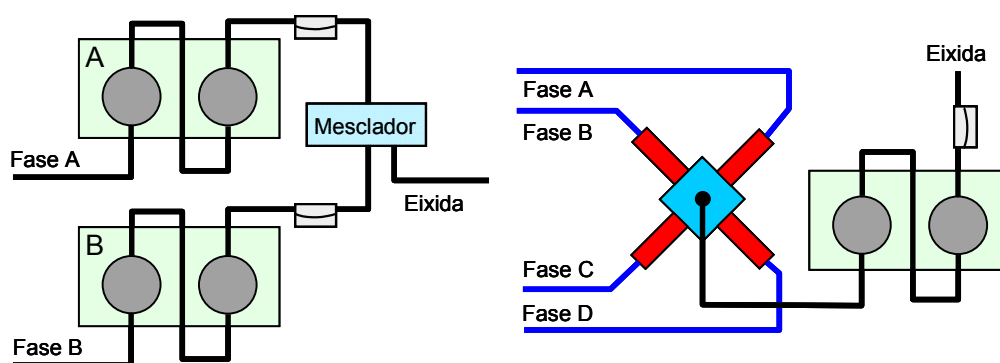 A
Fase A
Mesclador
Eixida
B
Fase B
Fase A
Fase B
Fase C
Fase D
Eixida